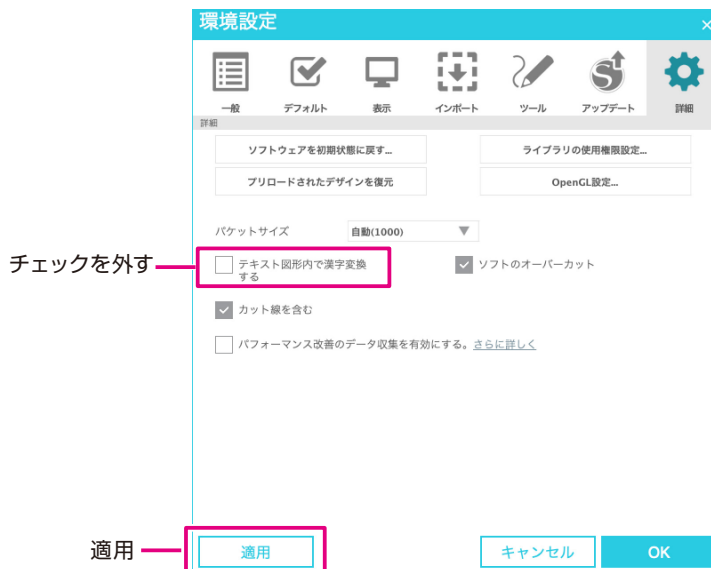 環境設定
×
一般
デフォルト
表示
インポート
ツール
アップデート
詳細
詳細
ソフトウェアを初期状態に戻す...
ライブラリの使用権限設定...
プリロードされたデザインを復元
OpenGL設定...
パケットサイズ
自動(1000)
チェックを外す
テキスト図形内で漢字変換
する
ソフトのオーバーカット
カット線を含む
パフォーマンス改善のデータ収集を有効にする。さらに詳しく
適用
適用
キャンセル
OK